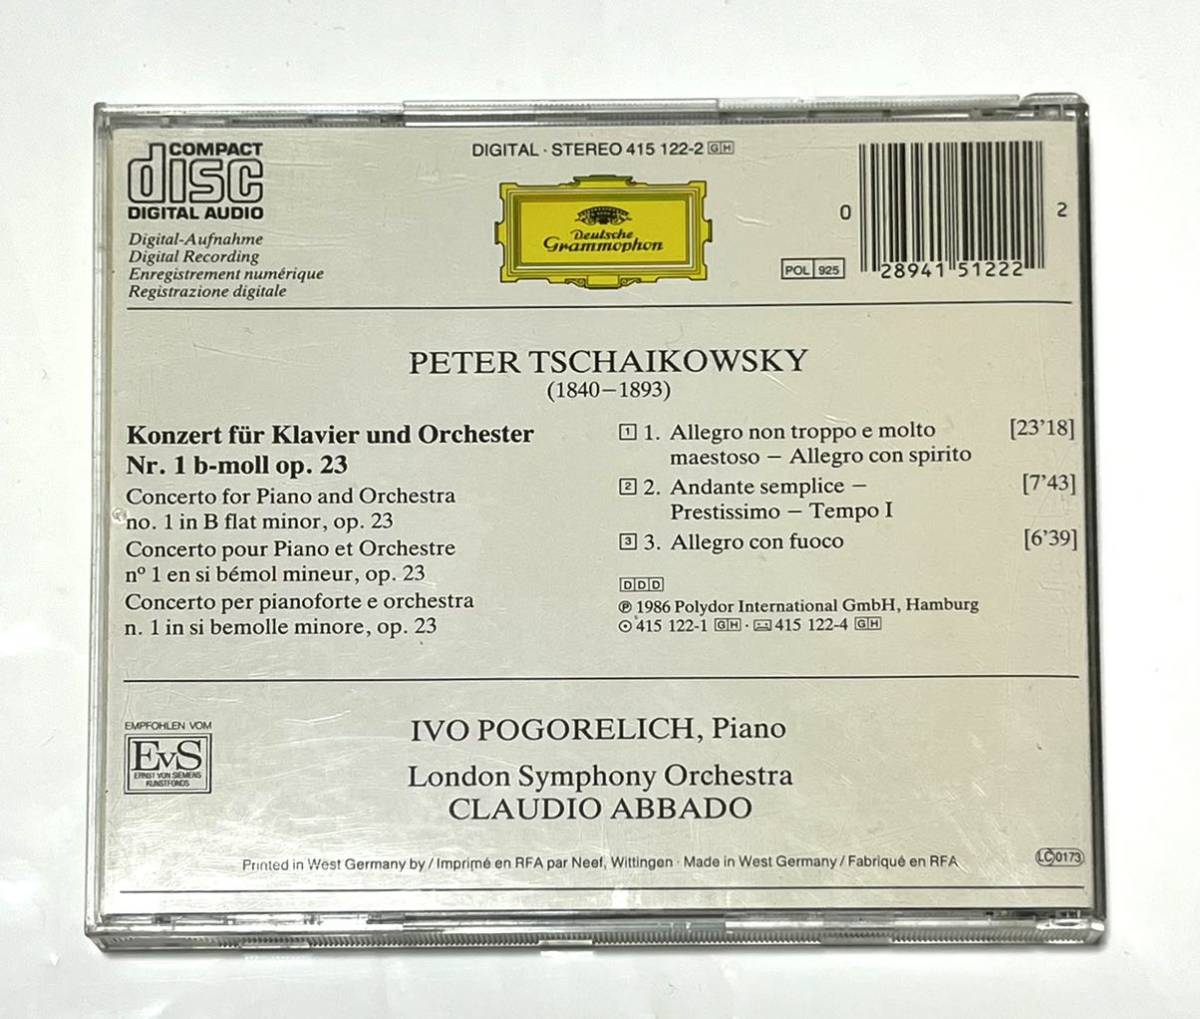 COMPACT
disc
DIGITAL AUDIO
Digital-Aufnahme
Digital Recording
Enregistrement numérique
Registrazione digitale
DIGITAL · STEREO 415 122-2 GH
Deutsche
Grammophon
0
2
28941 51222
POL 925
PETER TSCHAIKOWSKY
(1840–1893)
Konzert für Klavier und Orchester
Nr. 1 b-moll op. 23
Concerto for Piano and Orchestra
no. 1 in B flat minor, op. 23
Concerto pour Piano et Orchestre
nº 1 en si bémol mineur, op. 23
Concerto per pianoforte e orchestra
n. 1 in si bemolle minore, op. 23
1 1. Allegro non troppo e molto [23'18]
maestoso – Allegro con spirito
2 2. Andante semplice – [7'43]
Prestissimo – Tempo I
3 3. Allegro con fuoco [6'39]
DDD
℗ 1986 Polydor International GmbH, Hamburg
415 122-1 GH · 415 122-4 GH
EMPFOHLEN VOM
EvS
ERNST VON SIEMENS
KUNSTFONDS
IVO POGORELICH, Piano
London Symphony Orchestra
CLAUDIO ABBADO
Printed in West Germany by / Imprimé en RFA par Neef, Wittingen · Made in West Germany / Fabriqué en RFA
LC 0173